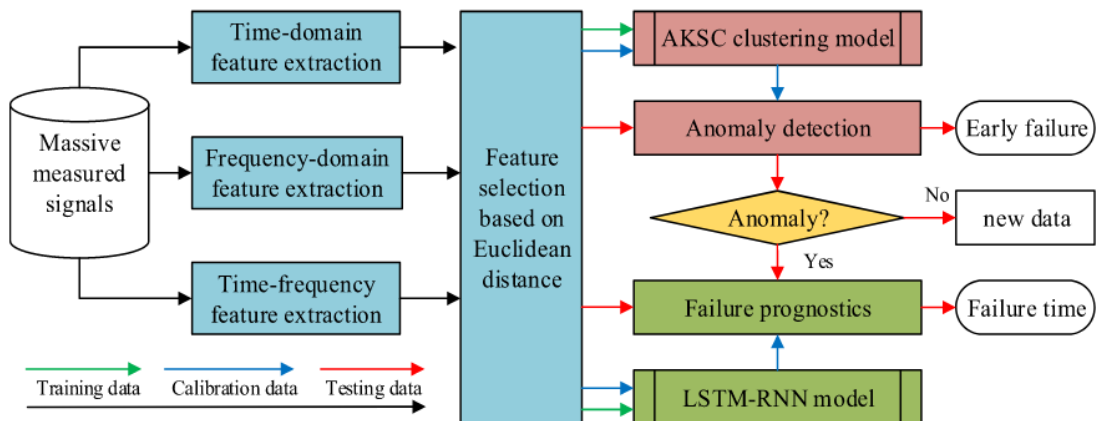 Time-domain
feature extraction
Massive
measured
signals
Frequency-domain
feature extraction
Time-frequency
feature extraction
Feature
selection
based on
Euclidean
distance
AKSC clustering model
Anomaly detection
Early failure
Anomaly?
No
new data
Yes
Failure prognostics
Failure time
LSTM-RNN model
Training data
Calibration data
Testing data